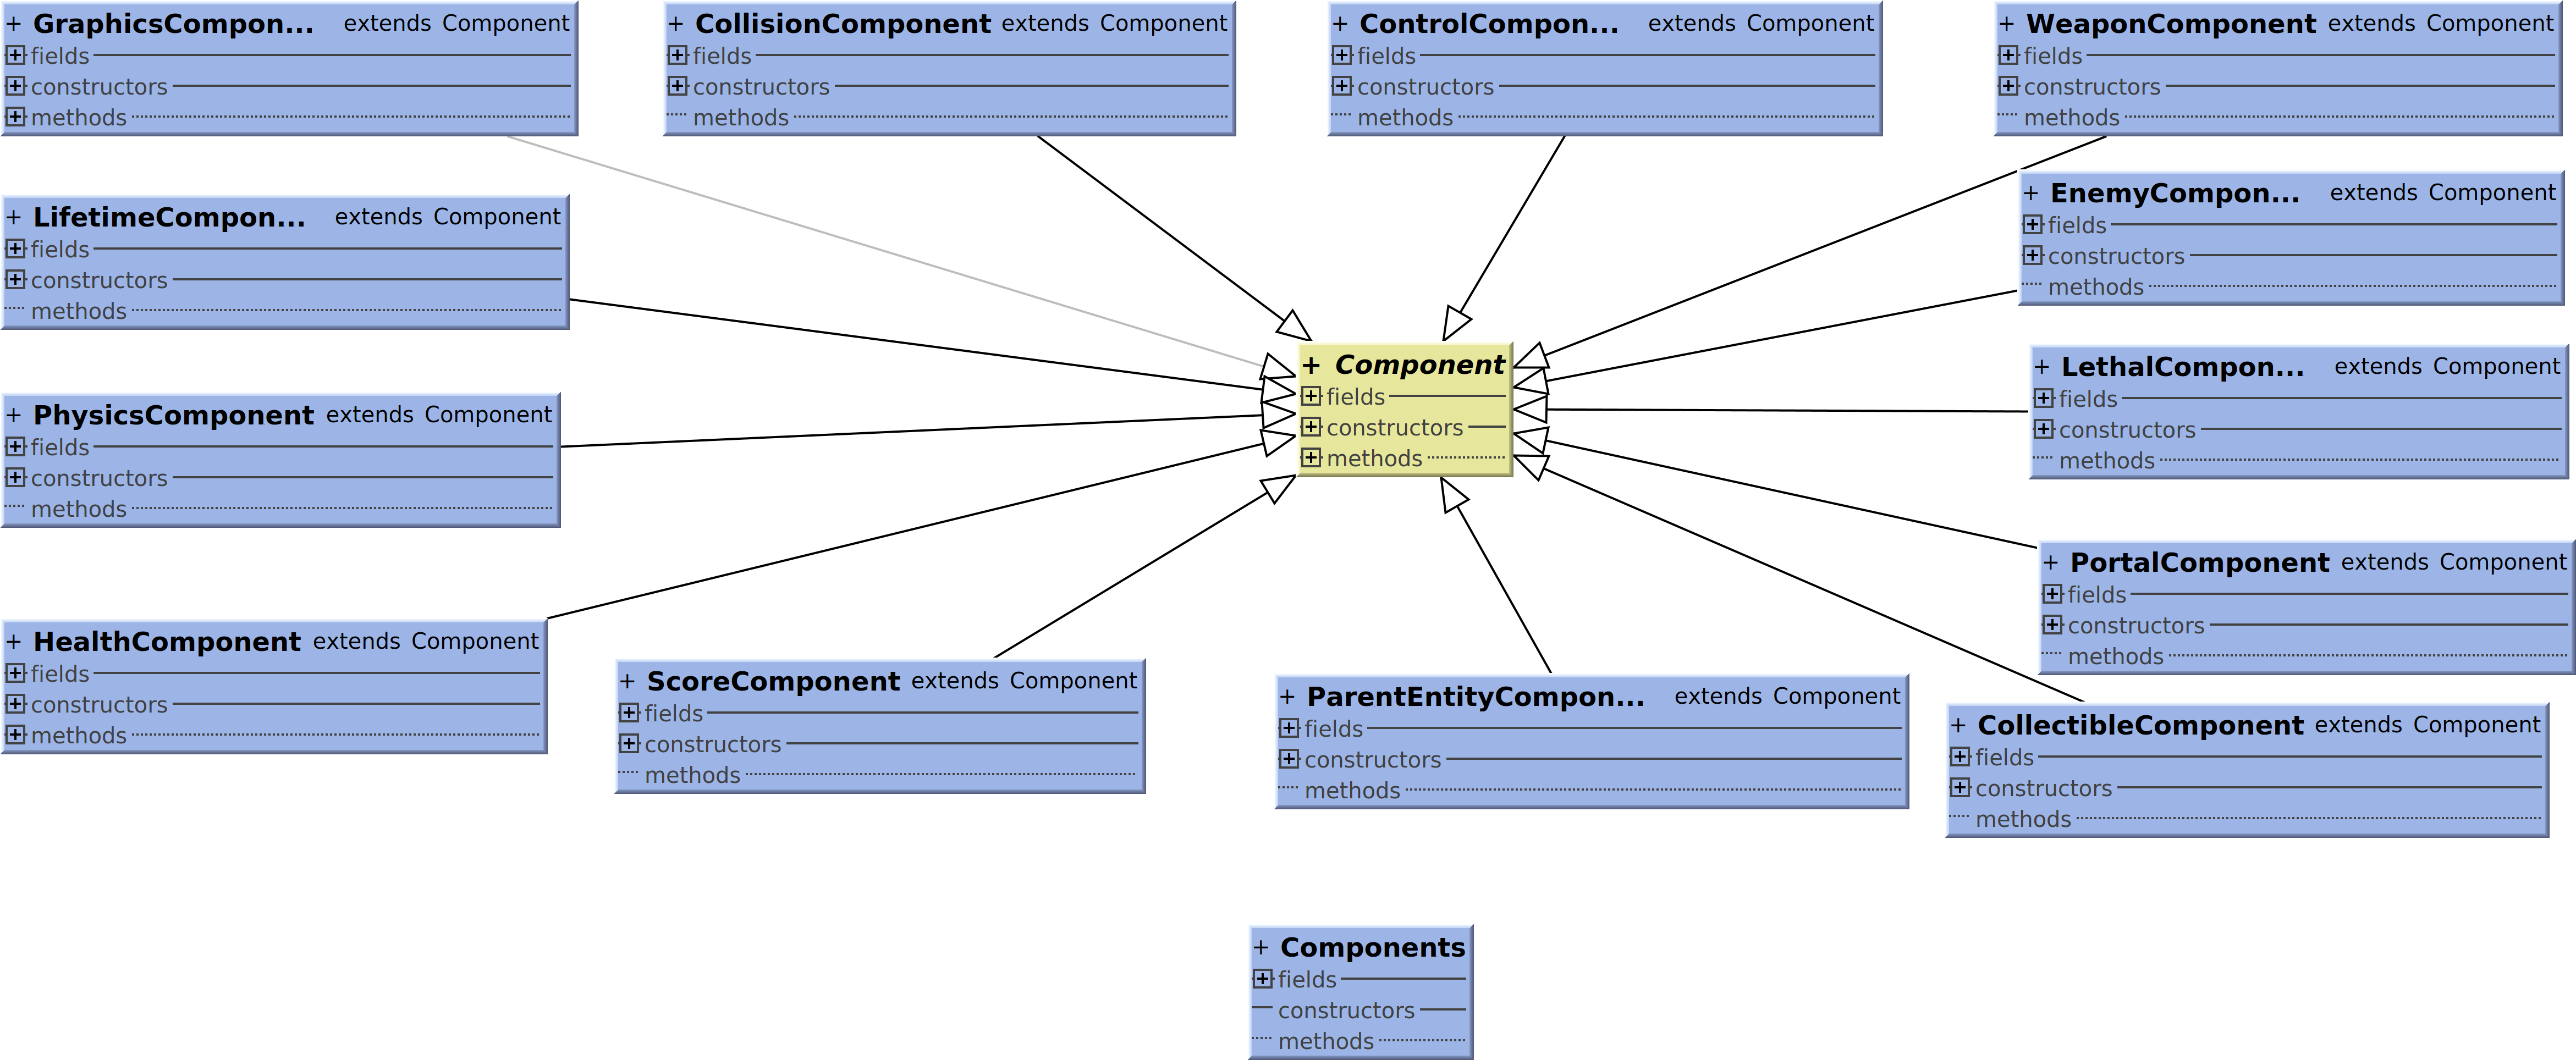 + GraphicsCompon... extends Component
fields
constructors
methods
+ CollisionComponent extends Component
fields
constructors
methods
+ ControlCompon... extends Component
fields
constructors
methods
+ WeaponComponent extends Component
fields
constructors
methods
+ LifetimeCompon... extends Component
fields
constructors
methods
+ EnemyCompon... extends Component
fields
constructors
methods
+ Component
fields
constructors
methods
+ LethalCompon... extends Component
fields
constructors
methods
+ PhysicsComponent extends Component
fields
constructors
methods
+ PortalComponent extends Component
fields
constructors
methods
+ HealthComponent extends Component
fields
constructors
methods
+ ScoreComponent extends Component
fields
constructors
methods
+ ParentEntityCompon... extends Component
fields
constructors
methods
+ CollectibleComponent extends Component
fields
constructors
methods
+ Components
fields
constructors
methods